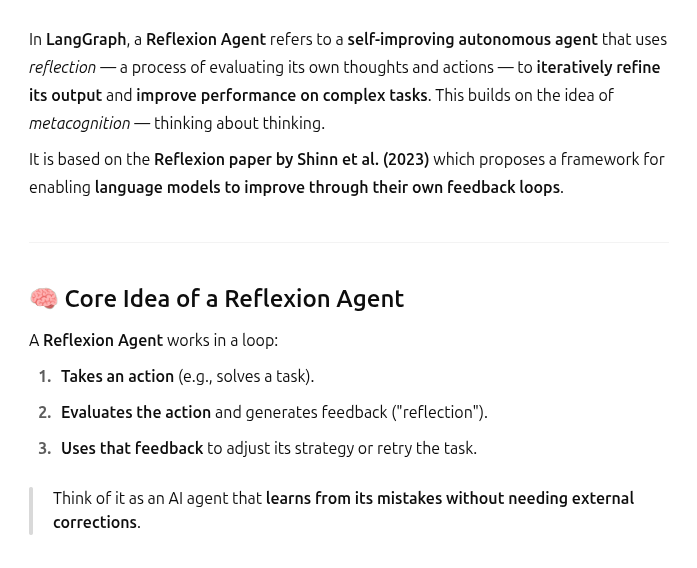 In LangGraph, a Reflexion Agent refers to a self-improving autonomous agent that uses
reflection — a process of evaluating its own thoughts and actions — to iteratively refine
its output and improve performance on complex tasks. This builds on the idea of
metacognition — thinking about thinking.
It is based on the Reflexion paper by Shinn et al. (2023) which proposes a framework for
enabling language models to improve through their own feedback loops.
🧠 Core Idea of a Reflexion Agent
A Reflexion Agent works in a loop:
1. Takes an action (e.g., solves a task).
2. Evaluates the action and generates feedback ("reflection").
3. Uses that feedback to adjust its strategy or retry the task.
Think of it as an AI agent that learns from its mistakes without needing external
corrections.